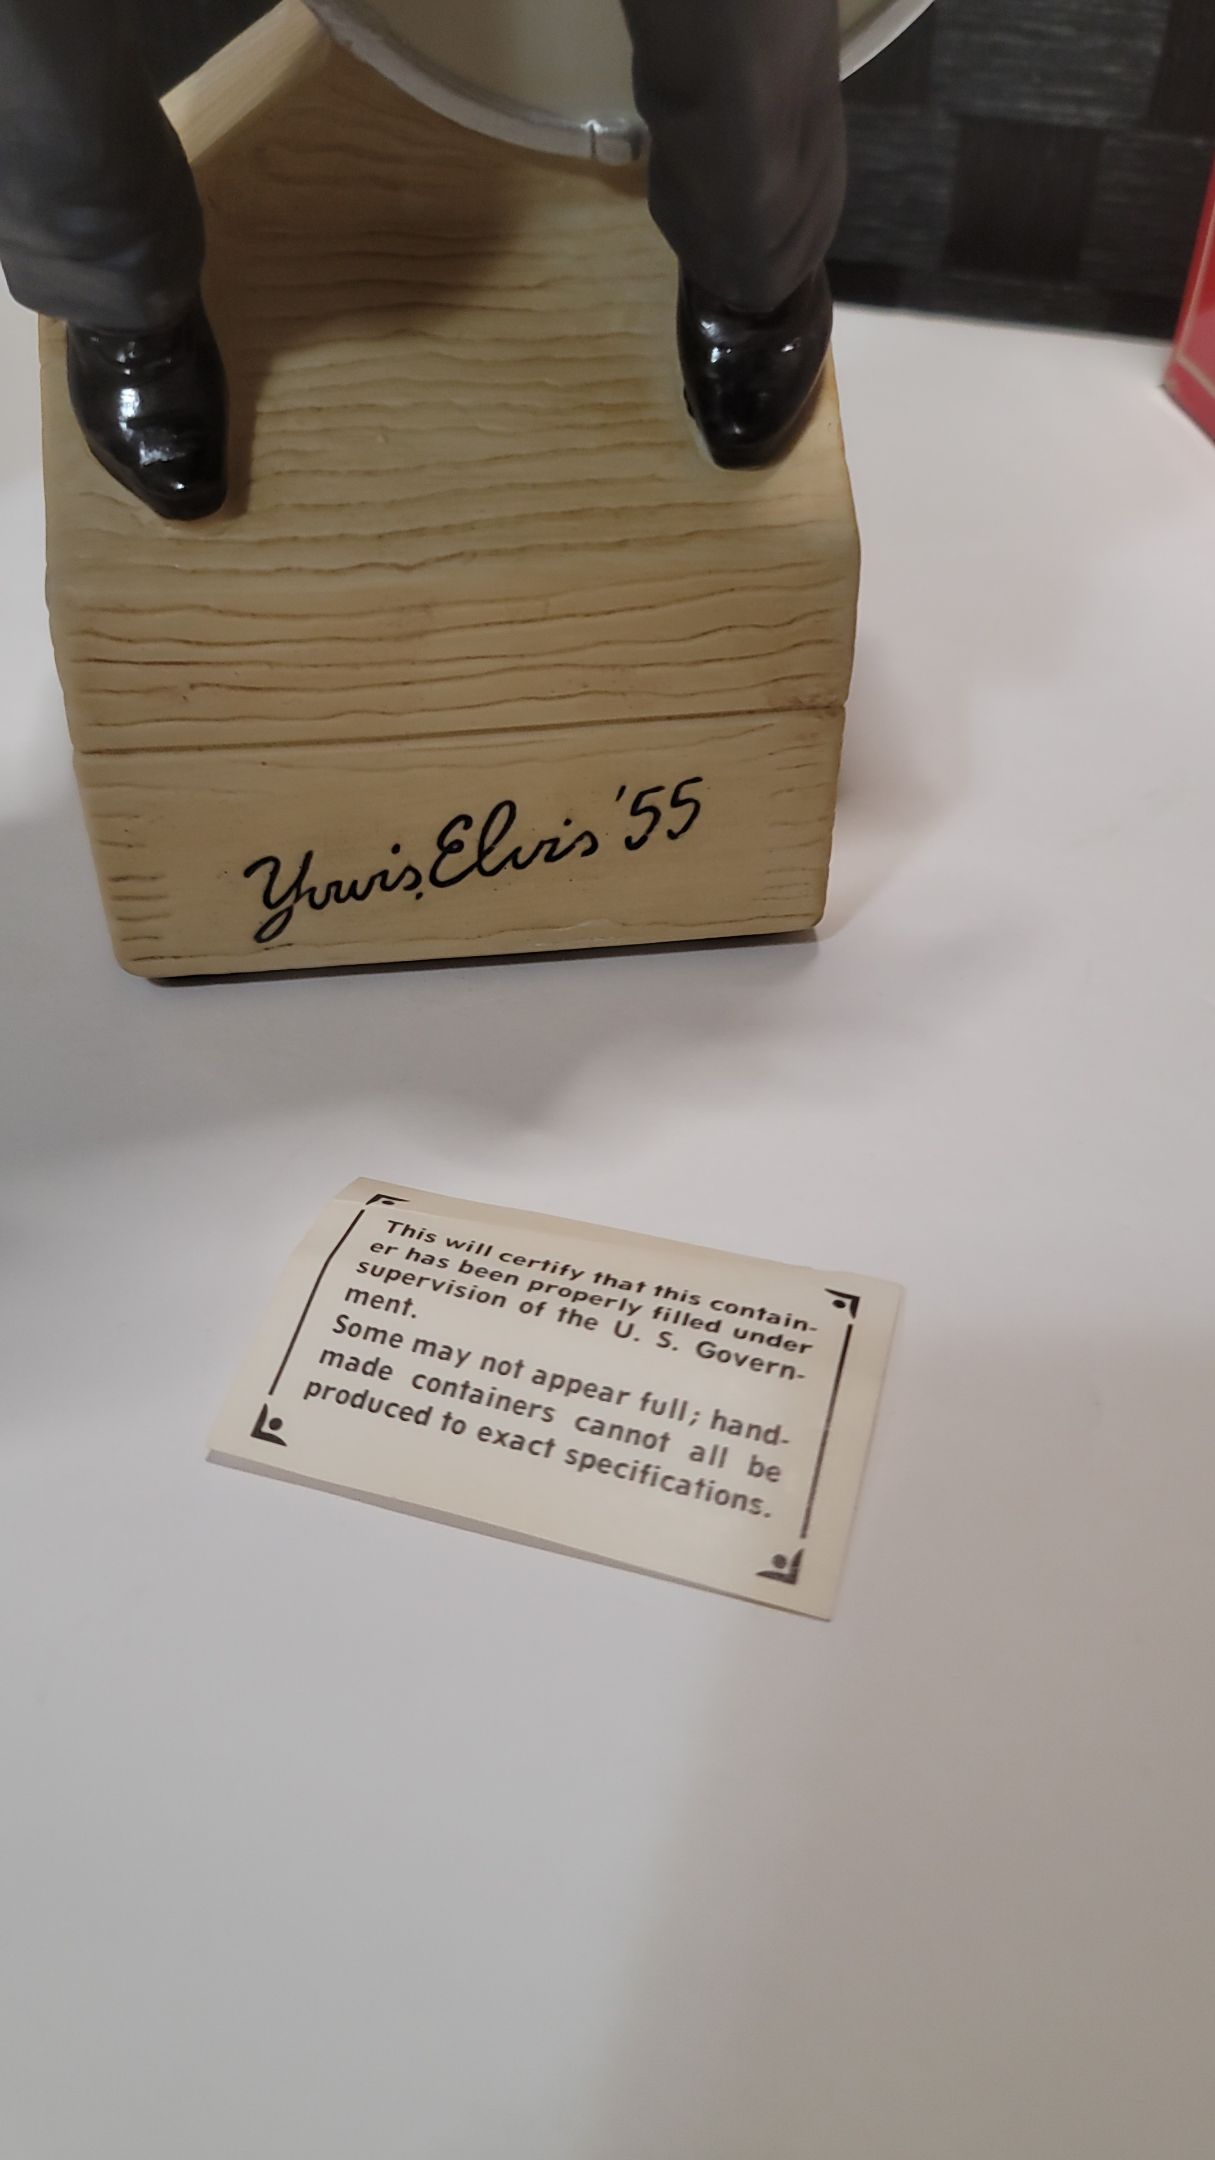 Yours, Elvis '55
This will certify that this contain-
er has been properly filled under
supervision of the U. S. Govern-
ment.
Some may not appear full; hand-
made containers cannot all be
produced to exact specifications.